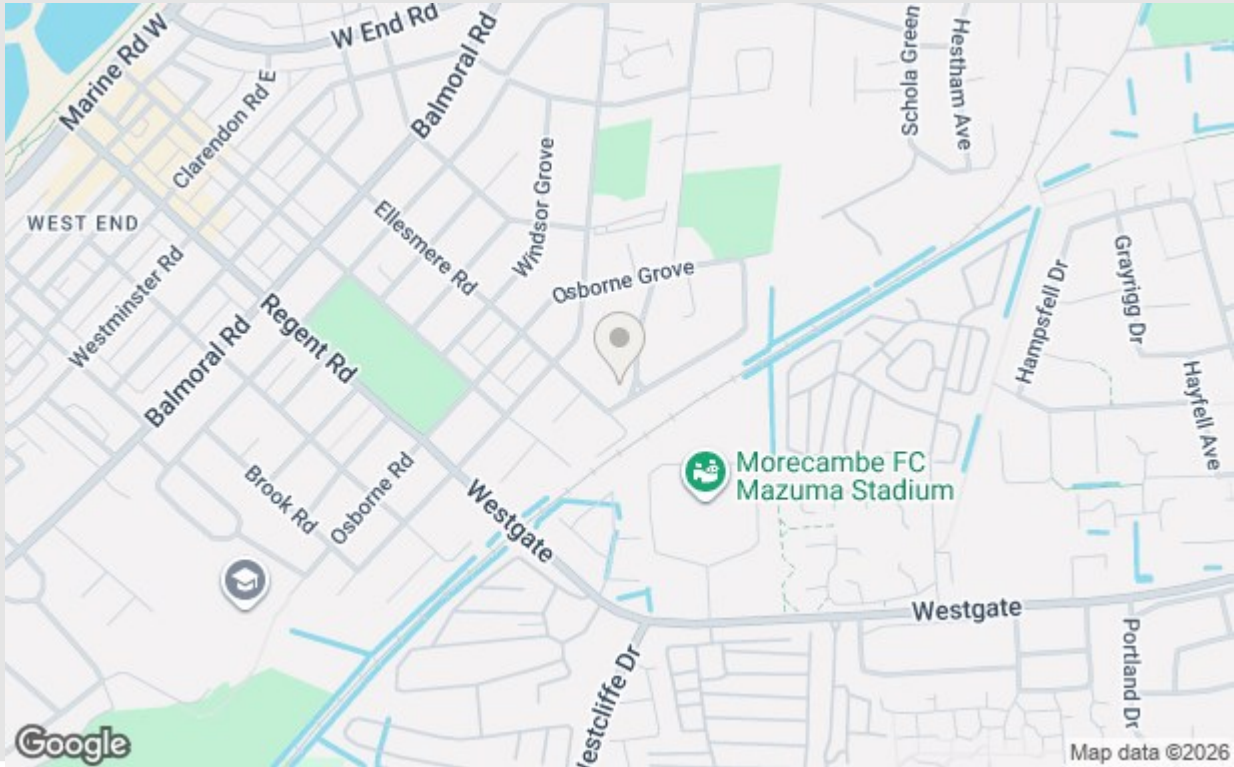 Marine Rd W
W End Rd
Balmoral Rd
Clarendon Rd E
Schola Green
Hestham Ave
WEST END
Westminster Rd
Ellesmere Rd
Windsor Grove
Osborne Grove
Regent Rd
Balmoral Rd
Hampsfell Dr
Grayrigg Dr
Hayfell Ave
Brook Rd
Osborne Rd
Westgate
Morecambe FC
Mazuma Stadium
Westgate
Westcliffe Dr
Portland Dr
Google
Map data ©2026